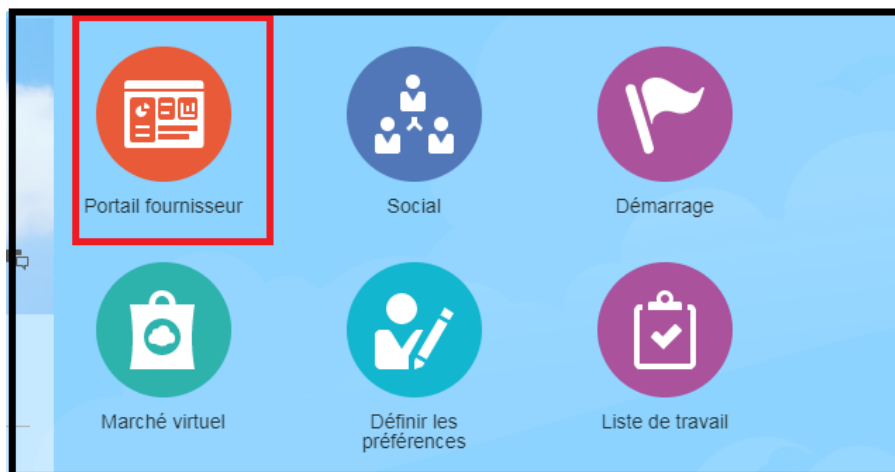 Portail fournisseur
Social
Démarrage
Marché virtuel
Définir les
préférences
Liste de travail